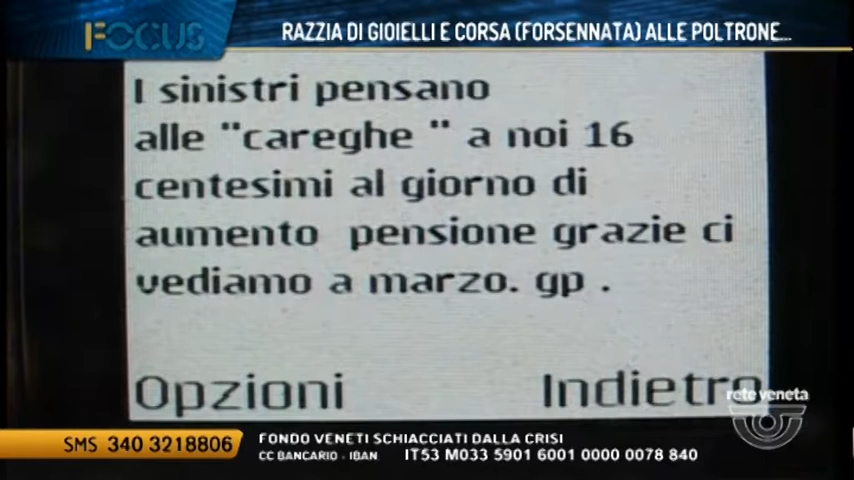 FOCUS
RAZZIA DI GIOIELLI E CORSA (FORSENNATA) ALLE POLTRONE...
I sinistri pensano
alle "careghe " a noi 16
centesimi al giorno di
aumento pensione grazie ci
vediamo a marzo. gp .
Opzioni Indietro
rete veneta
SMS 340 3218806
FONDO VENETI SCHIACCIATI DALLA CRISI
CC BANCARIO - IBAN IT53 M033 5901 6001 0000 0078 840